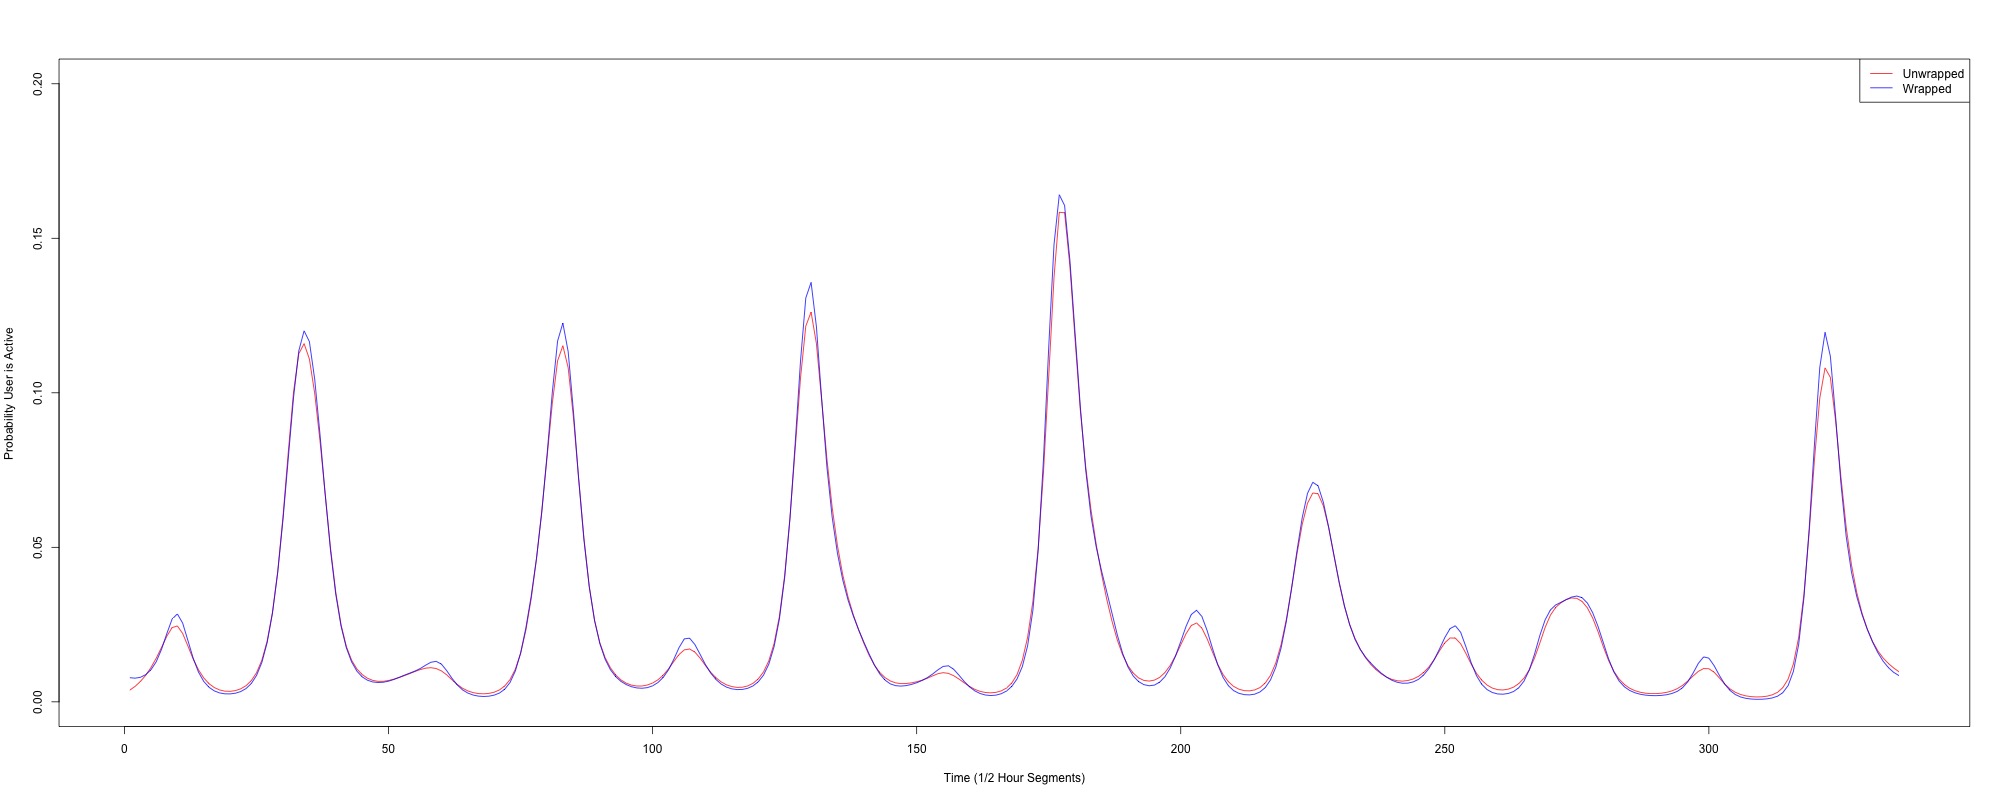 Unwrapped
Wrapped
0.20
0.15
0.10
0.05
0.00
Probability User is Active
0 50 100 150 200 250 300
Time (1/2 Hour Segments)